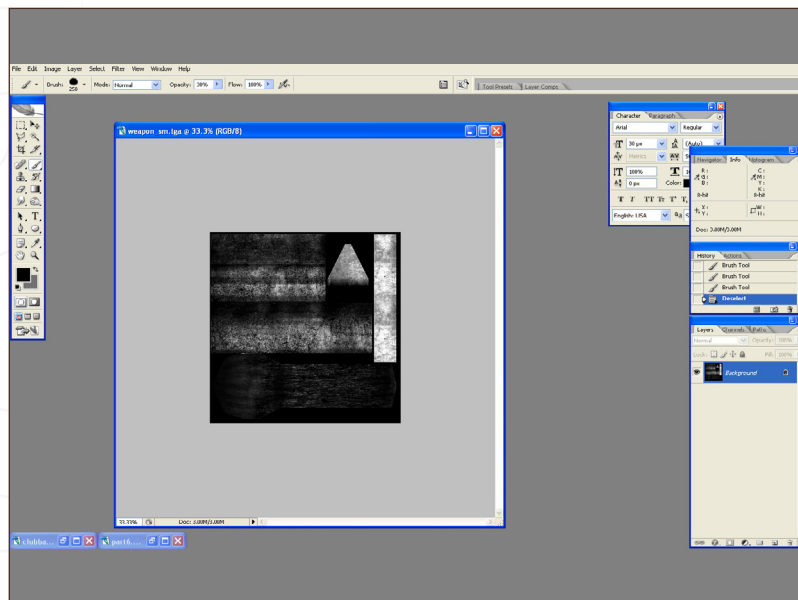 File Edit Image Layer Select Filter View Window Help
Brush: 250 Mode: Normal Opacity: 30% Flow: 100% Tool Presets Layer Comps
weapon_sm.tga @ 33.3% (RGB/8)
Character Paragraph
Arial Regular
30 px (Auto)
Metrics
100%
0 px Color:
T T TT Tr T' T,
English: USA
Navigator Info Histogram
R: C:
G: M:
B: Y:
K:
8-bit 8-bit
X: W:
Y: H:
Doc: 3.00M/3.00M
History Actions
Brush Tool
Brush Tool
Brush Tool
Deselect
Layers Channels Paths
Normal Opacity: 100%
Lock: Fill: 100%
Background
33.33% Doc: 3.00M/3.00M
clubbe...